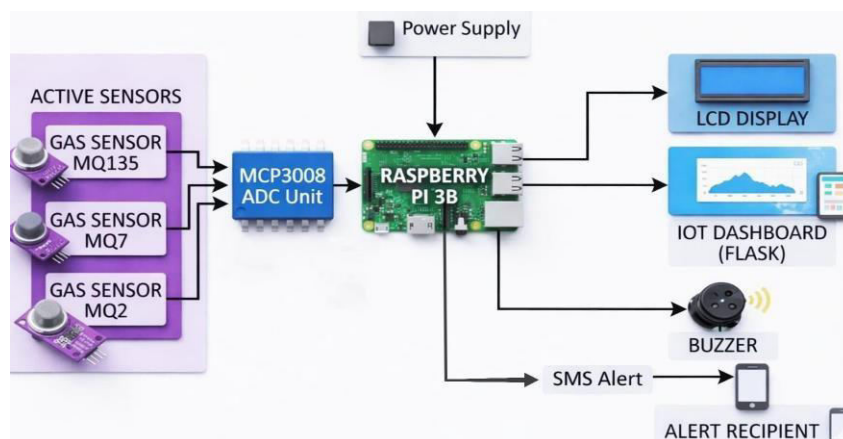 Power Supply
ACTIVE SENSORS
GAS SENSOR
MQ135
GAS SENSOR
MQ7
GAS SENSOR
MQ2
MCP3008
ADC Unit
RASPBERRY
PI 3B
LCD DISPLAY
IOT DASHBOARD
(FLASK)
BUZZER
SMS Alert
ALERT RECIPIENT